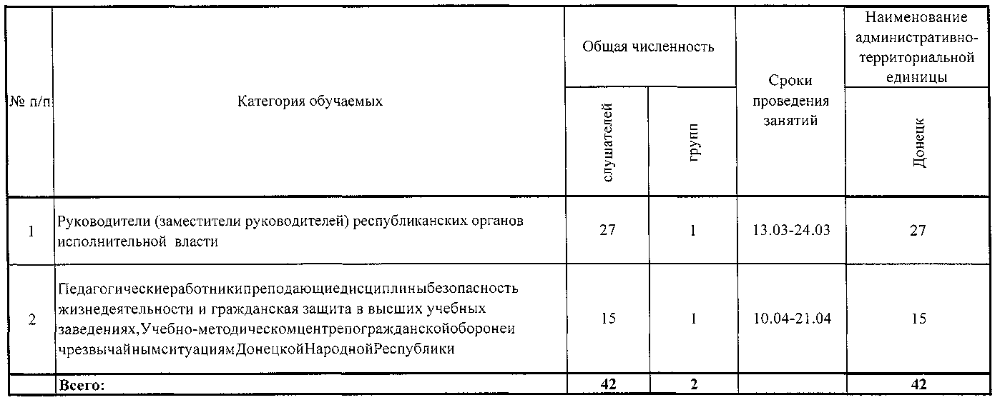 № п/п
Категория обучаемых
Общая численность
слушателей
групп
Сроки
проведения
занятий
Наименование
административно-
территориальной
единицы
Донецк
1
Руководители (заместители руководителей) республиканских органов
исполнительной власти
27
1
13.03-24.03
27
2
Педагогическиеработникипреподающиедисциплиныбезопасность
жизнедеятельности и гражданская защита в высших учебных
заведениях,Учебно-методическомцентрепогражданскойоборонеи
чрезвычайнымситуациямДонецкойНароднойРеспублики
15
1
10.04-21.04
15
Всего:
42
2
42